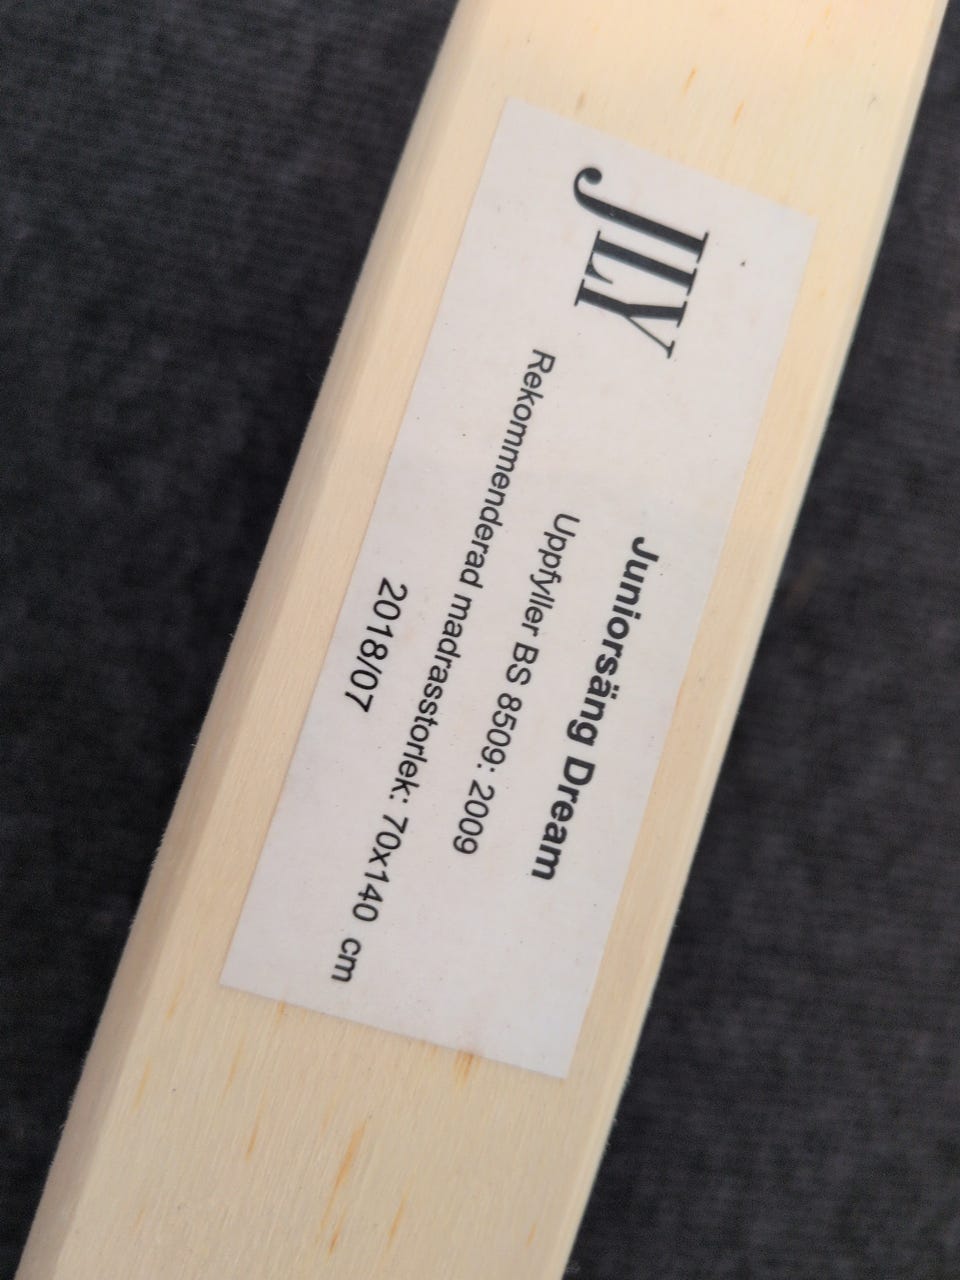 JLY
Juniorsäng Dream
Uppfyller BS 8509: 2009
Rekommenderad madrasstorlek: 70x140 cm
2018/07